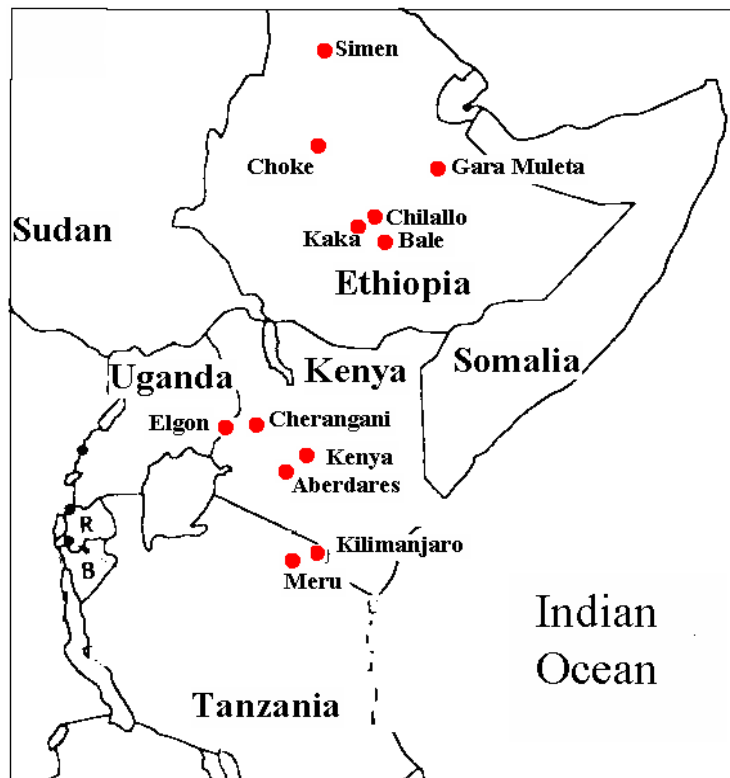 Simen
Choke
Gara Muleta
Sudan
Chilallo
Kaka
Bale
Ethiopia
Uganda
Kenya
Somalia
Elgon
Cherangani
Kenya
Aberdares
R
Kilimanjaro
B
Meru
Indian
Ocean
Tanzania